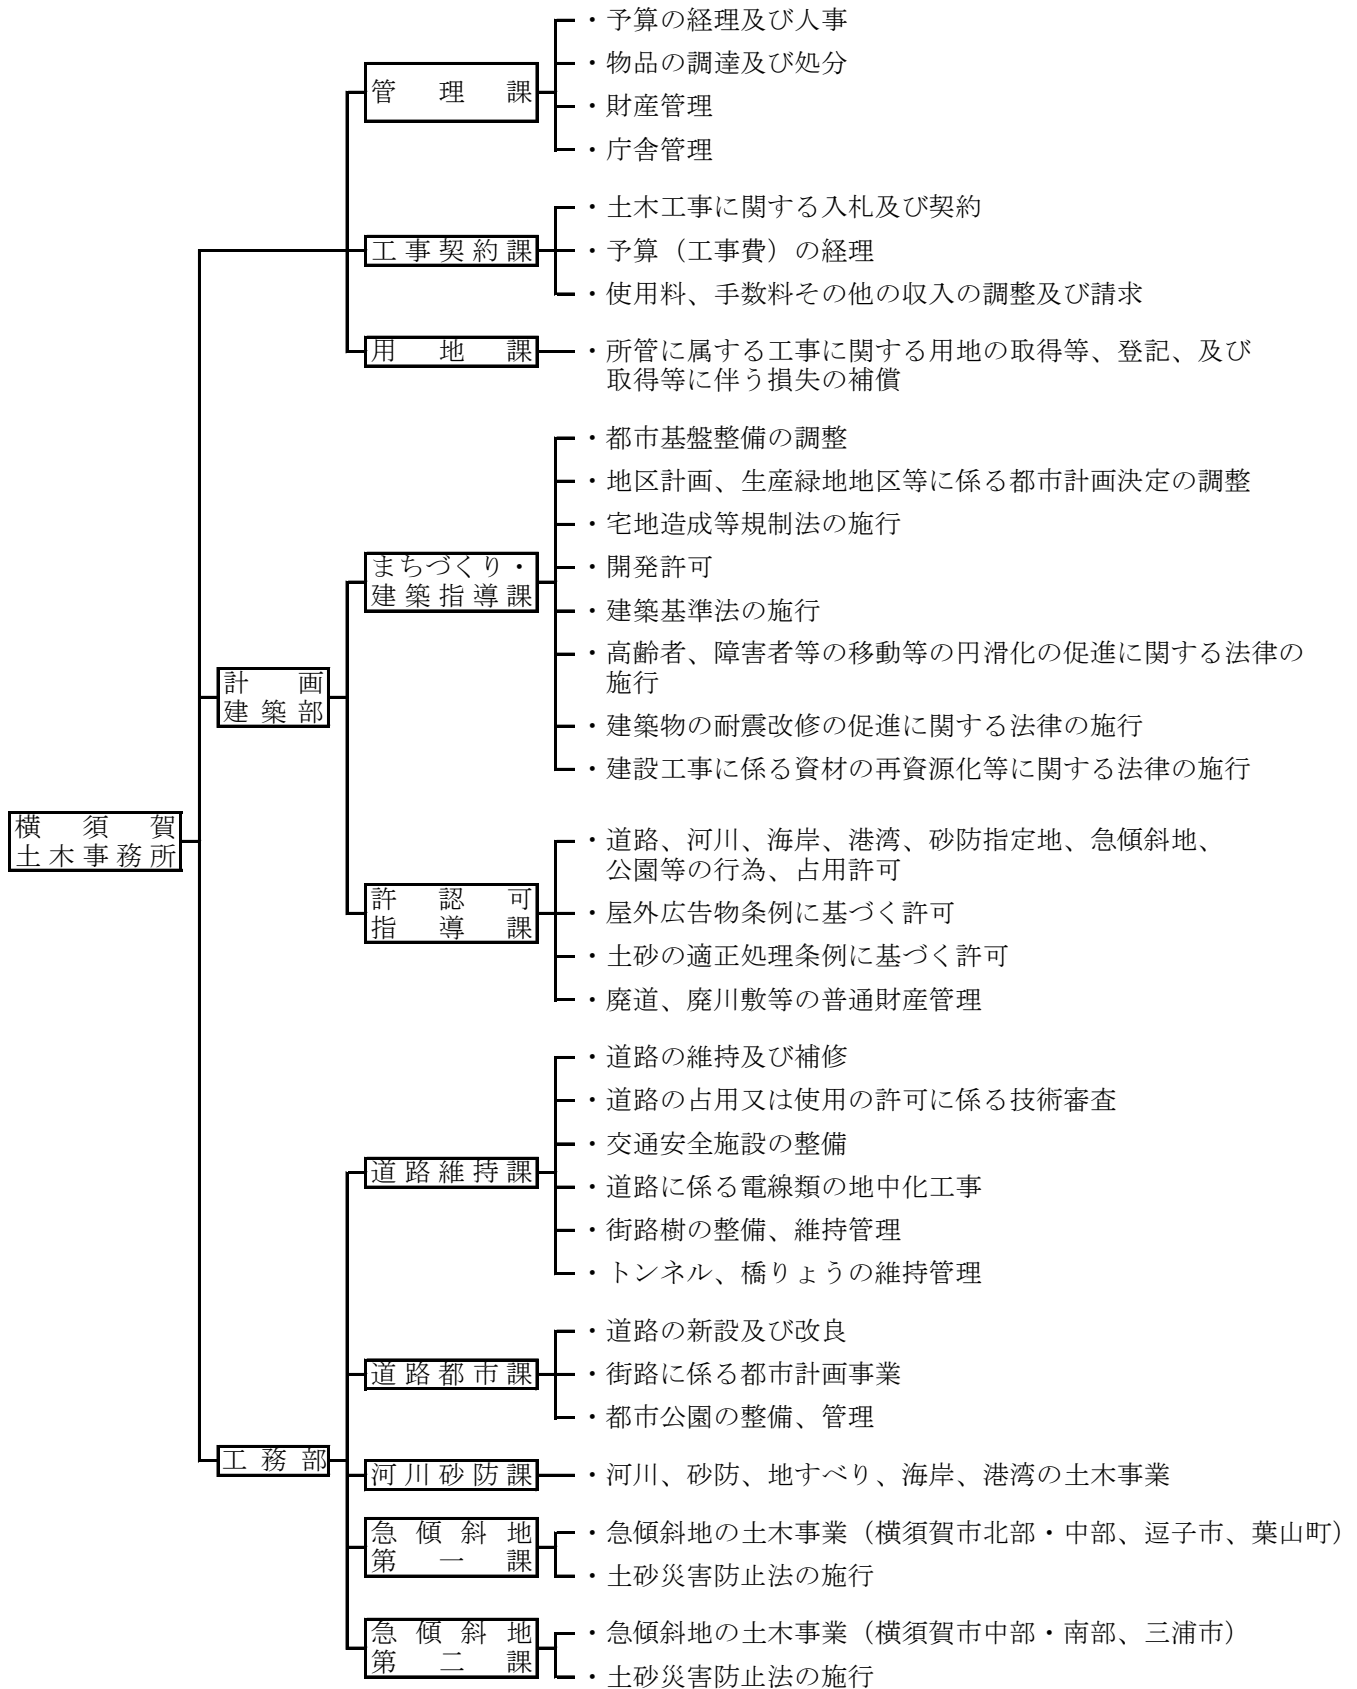 ・予算の経理及び人事
・物品の調達及び処分
管理課
・財産管理
・庁舎管理
・土木工事に関する入札及び契約
工事契約課
・予算（工事費）の経理
・使用料、手数料その他の収入の調整及び請求
用地課
・所管に属する工事に関する用地の取得等、登記、及び
取得等に伴う損失の補償
・都市基盤整備の調整
・地区計画、生産緑地地区等に係る都市計画決定の調整
・宅地造成等規制法の施行
まちづくり・
建築指導課
・開発許可
・建築基準法の施行
・高齢者、障害者等の移動等の円滑化の促進に関する法律の
施行
計画
建築部
・建築物の耐震改修の促進に関する法律の施行
・建設工事に係る資材の再資源化等に関する法律の施行
横須賀
土木事務所
・道路、河川、海岸、港湾、砂防指定地、急傾斜地、
公園等の行為、占用許可
許認可
指導課
・屋外広告物条例に基づく許可
・土砂の適正処理条例に基づく許可
・廃道、廃川敷等の普通財産管理
・道路の維持及び補修
・道路の占用又は使用の許可に係る技術審査
・交通安全施設の整備
道路維持課
・道路に係る電線類の地中化工事
・街路樹の整備、維持管理
・トンネル、橋りょうの維持管理
・道路の新設及び改良
道路都市課
・街路に係る都市計画事業
・都市公園の整備、管理
工務部
河川砂防課
・河川、砂防、地すべり、海岸、港湾の土木事業
急傾斜地
第一課
・急傾斜地の土木事業（横須賀市北部・中部、逗子市、葉山町）
・土砂災害防止法の施行
急傾斜地
第二課
・急傾斜地の土木事業（横須賀市中部・南部、三浦市）
・土砂災害防止法の施行